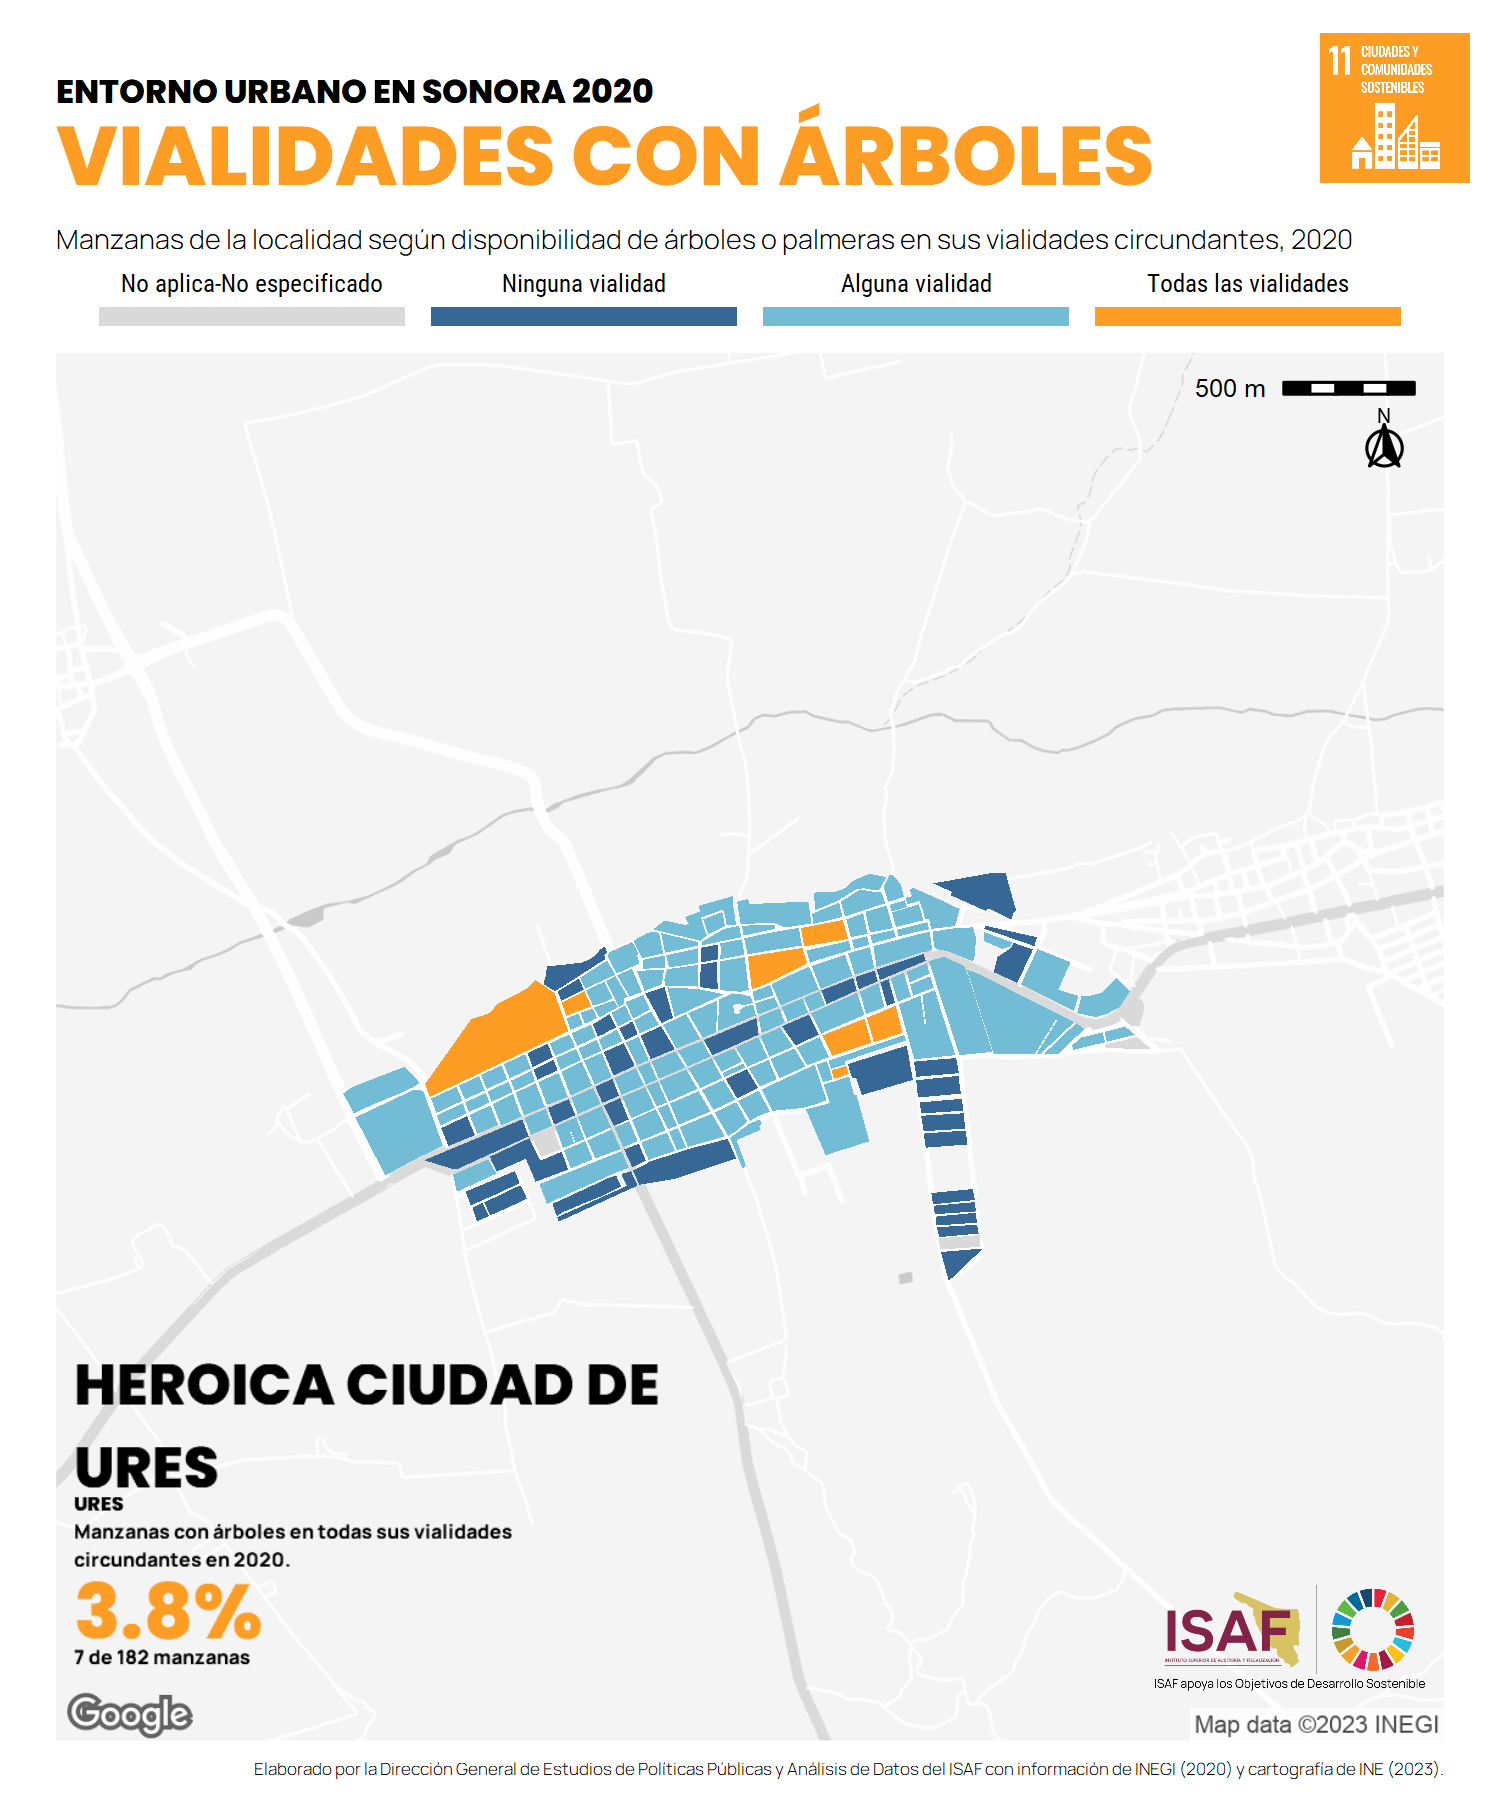 11 CIUDADES Y
COMUNIDADES
SOSTENIBLES
ENTORNO URBANO EN SONORA 2020
VIALIDADES CON ÁRBOLES
Manzanas de la localidad según disponibilidad de árboles o palmeras en sus vialidades circundantes, 2020
No aplica-No especificado Ninguna vialidad Alguna vialidad Todas las vialidades
500 m
N
HEROICA CIUDAD DE
URES
URES
Manzanas con árboles en todas sus vialidades
circundantes en 2020.
3.8%
7 de 182 manzanas
Google
ISAF
INSTITUTO SUPERIOR DE AUDITORÍA Y FISCALIZACIÓN
ISAF apoya los Objetivos de Desarrollo Sostenible
Map data ©2023 INEGI
Elaborado por la Dirección General de Estudios de Políticas Públicas y Análisis de Datos del ISAF con información de INEGI (2020) y cartografía de INE (2023).